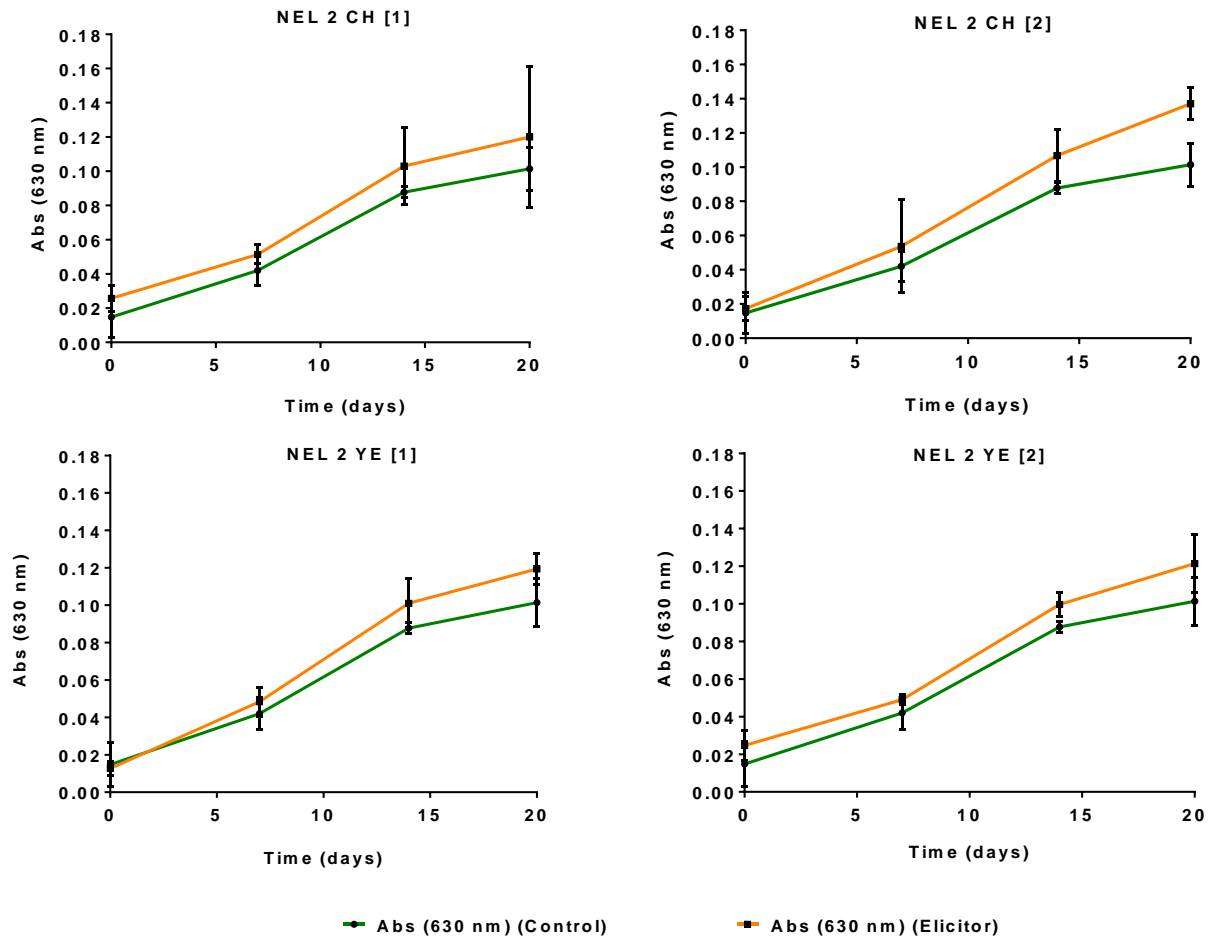 NEL 2 CH [1]
Abs (630 nm)
0.18
0.16
0.14
0.12
0.10
0.08
0.06
0.04
0.02
0.00
0 5 10 15 20
Time (days)
NEL 2 CH [2]
Abs (630 nm)
0.18
0.16
0.14
0.12
0.10
0.08
0.06
0.04
0.02
0.00
0 5 10 15 20
Time (days)
NEL 2 YE [1]
Abs (630 nm)
0.18
0.16
0.14
0.12
0.10
0.08
0.06
0.04
0.02
0.00
0 5 10 15 20
Time (days)
NEL 2 YE [2]
Abs (630 nm)
0.18
0.16
0.14
0.12
0.10
0.08
0.06
0.04
0.02
0.00
0 5 10 15 20
Time (days)
Abs (630 nm) (Control) Abs (630 nm) (Elicitor)